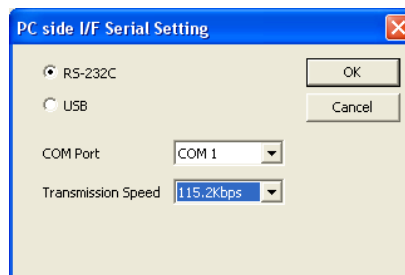 PC side I/F Serial Setting
RS-232C
OK
USB
Cancel
COM Port
COM 1
Transmission Speed
115.2Kbps